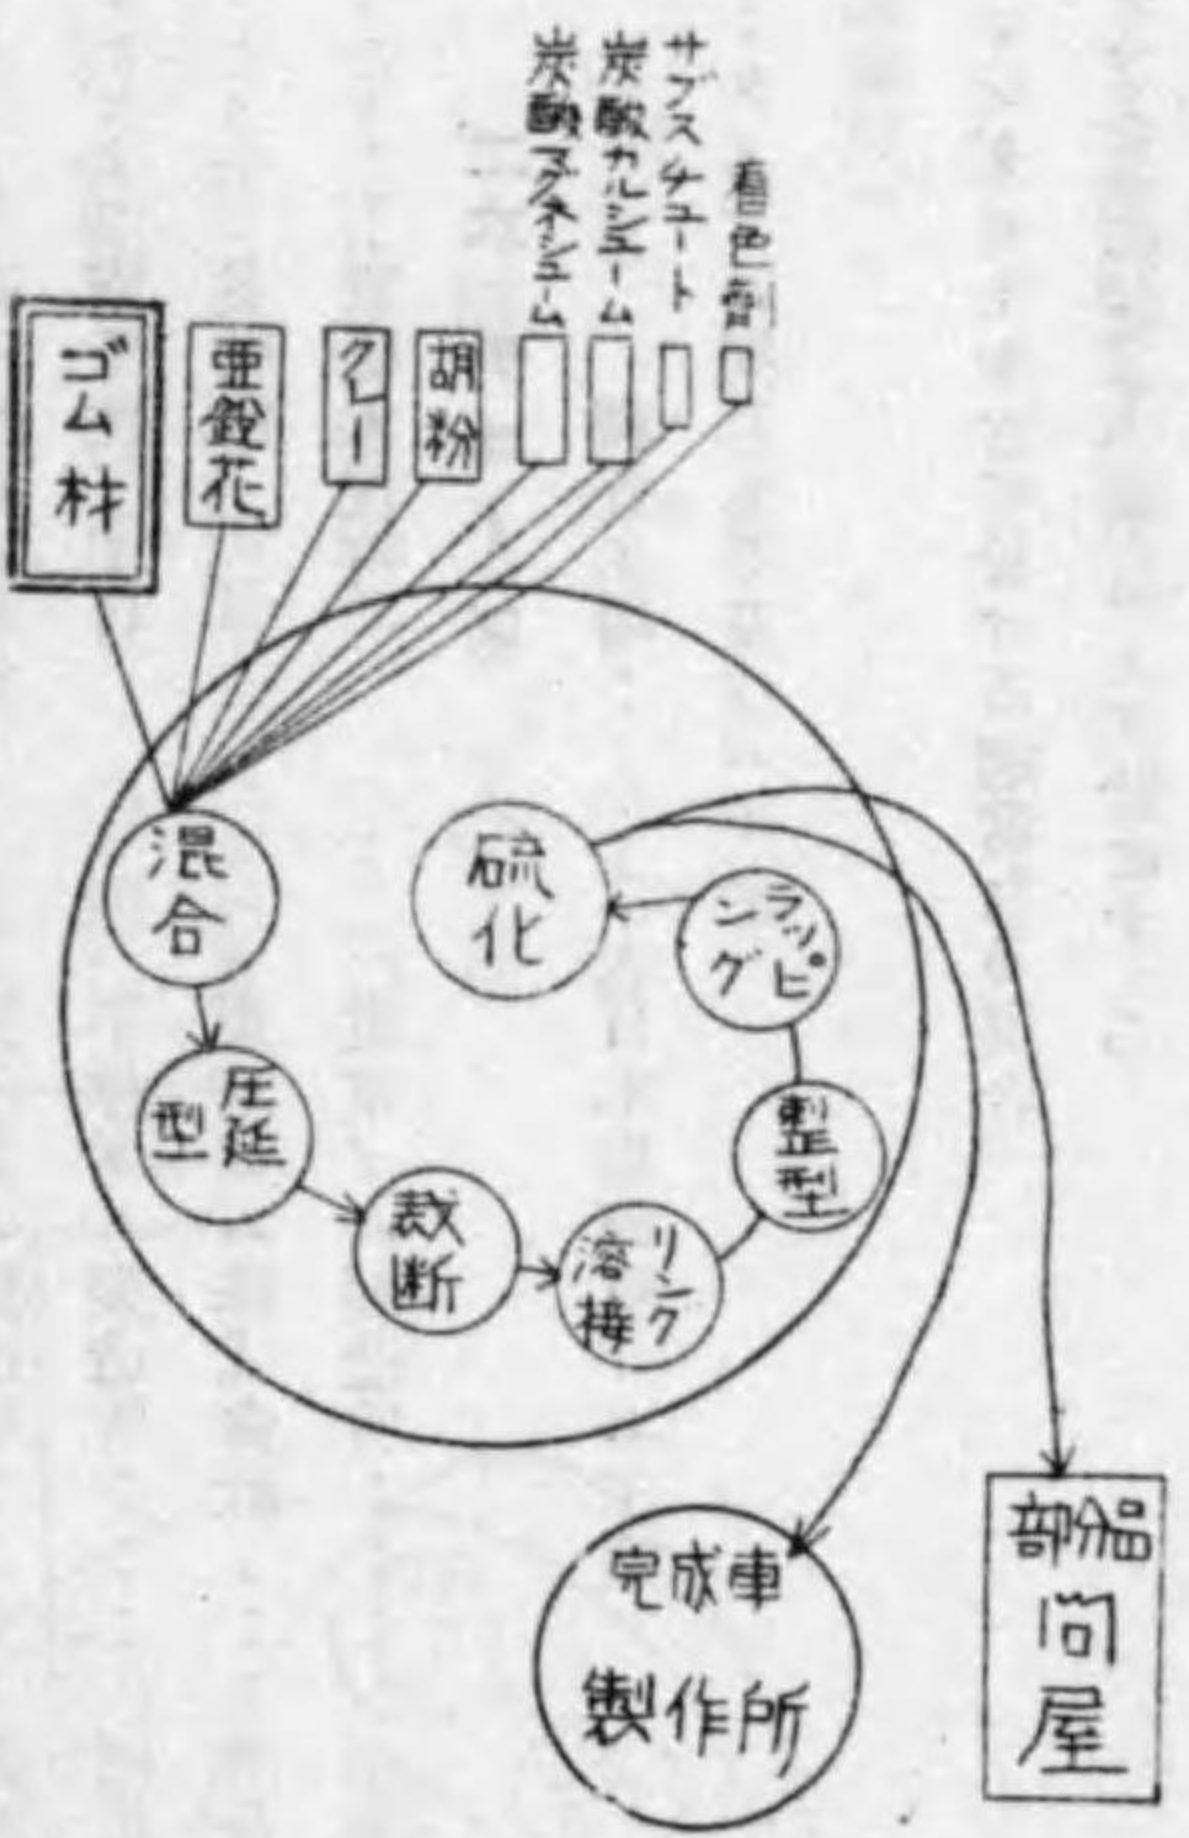 ゴム材
亜鉛花
クレー
胡粉
炭酸マグネシューム
炭酸カルシューム
サブスチュート
着色剤
混合
圧延
型
裁断
リング
溶接
整型
ラッピ
ング
硫化
完成車
製作所
部分品
問屋